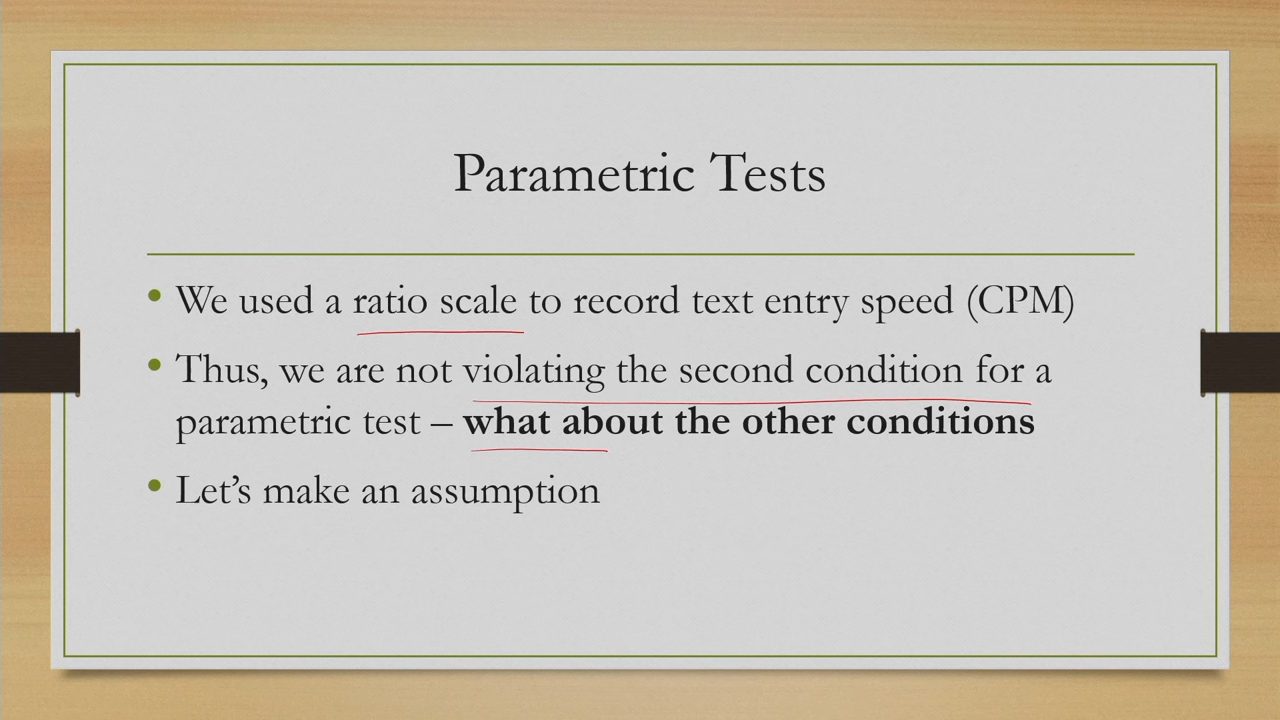 Parametric Tests
• We used a ratio scale to record text entry speed (CPM)
• Thus, we are not violating the second condition for a
parametric test – what about the other conditions
• Let’s make an assumption